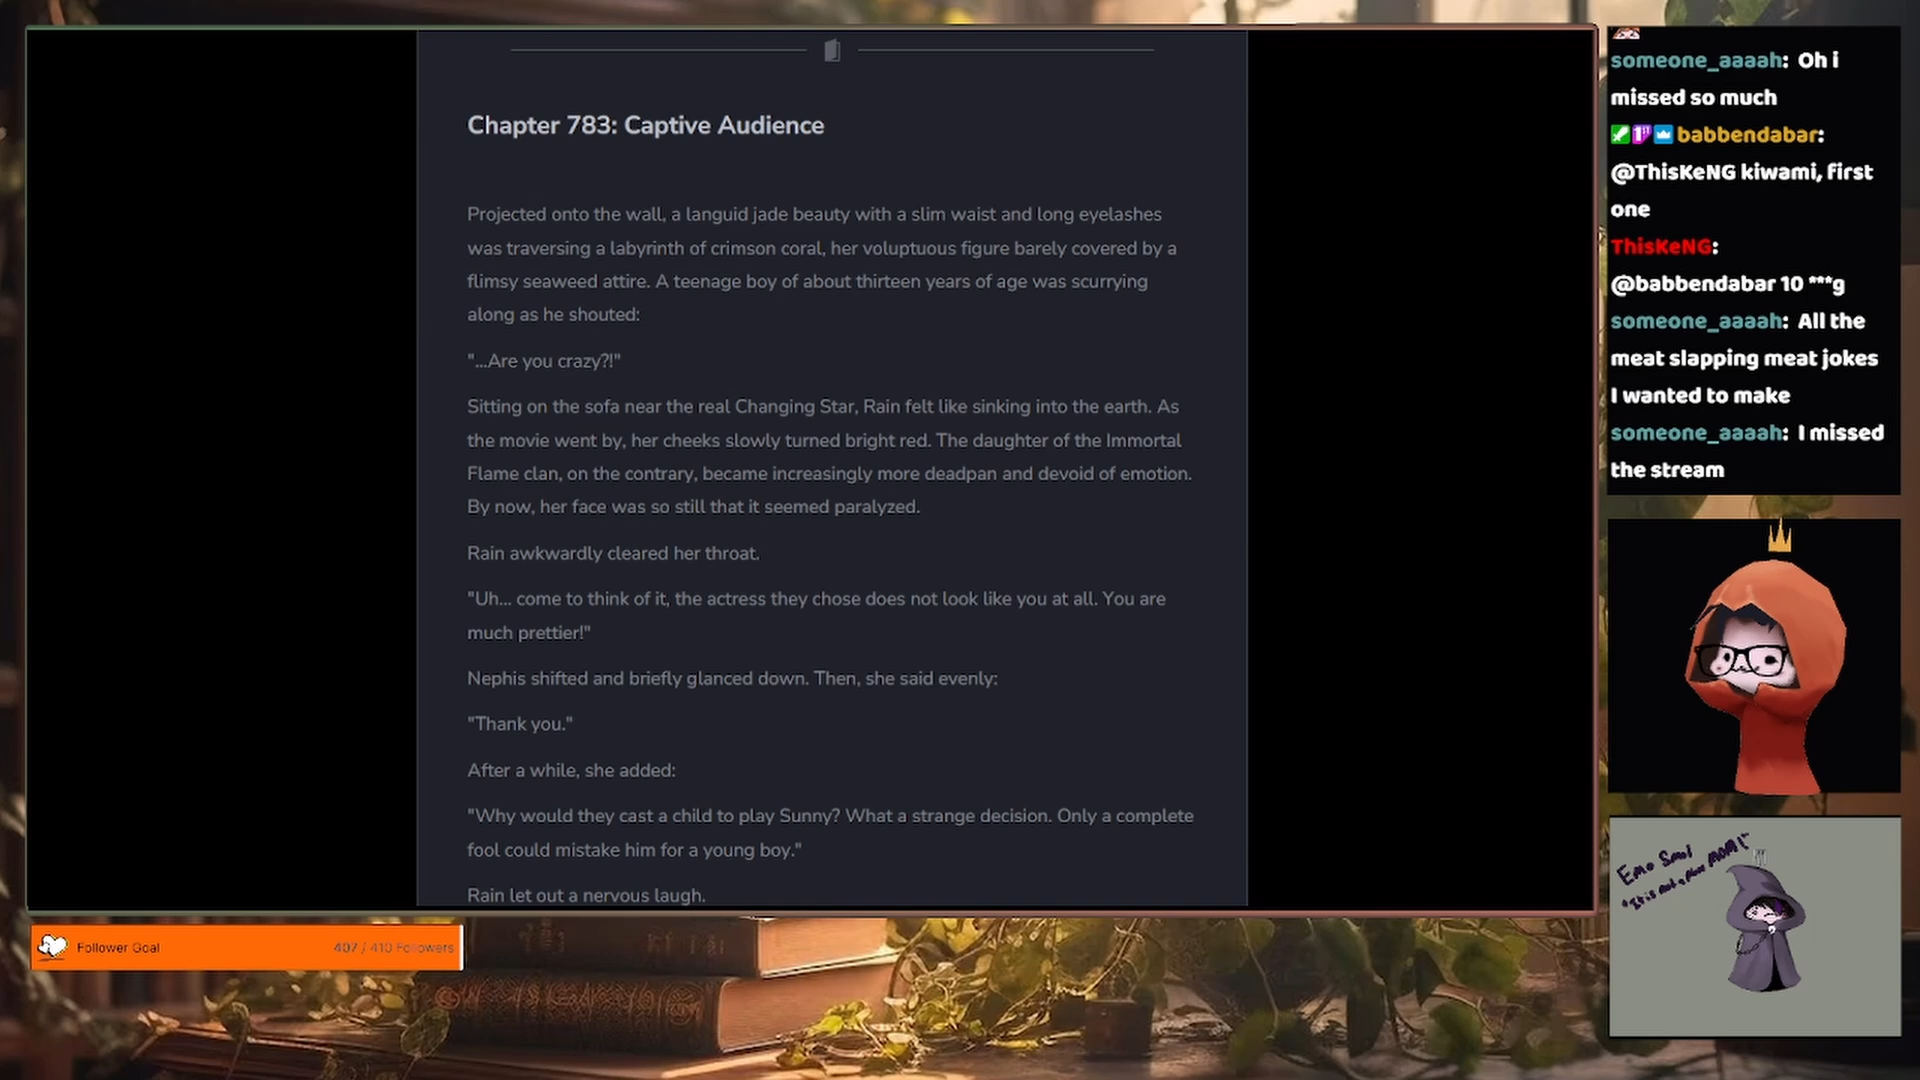 Chapter 783: Captive Audience
Projected onto the wall, a languid jade beauty with a slim waist and long eyelashes
was traversing a labyrinth of crimson coral, her voluptuous figure barely covered by a
flimsy seaweed attire. A teenage boy of about thirteen years of age was scurrying
along as he shouted:
"...Are you crazy?!"
Sitting on the sofa near the real Changing Star, Rain felt like sinking into the earth. As
the movie went by, her cheeks slowly turned bright red. The daughter of the Immortal
Flame clan, on the contrary, became increasingly more deadpan and devoid of emotion.
By now, her face was so still that it seemed paralyzed.
Rain awkwardly cleared her throat.
"Uh... come to think of it, the actress they chose does not look like you at all. You are
much prettier!"
Nephis shifted and briefly glanced down. Then, she said evenly:
"Thank you."
After a while, she added:
"Why would they cast a child to play Sunny? What a strange decision. Only a complete
fool could mistake him for a young boy."
Rain let out a nervous laugh.
someone_aaaah: Oh i
missed so much
babbendabar:
@ThisKeNG kiwami, first
one
ThisKeNG:
@babbendabar 10 ***g
someone_aaaah: All the
meat slapping meat jokes
I wanted to make
someone_aaaah: I missed
the stream
Emo Smol
"It is not a
MOM!"
Follower Goal
407 / 410 Followers